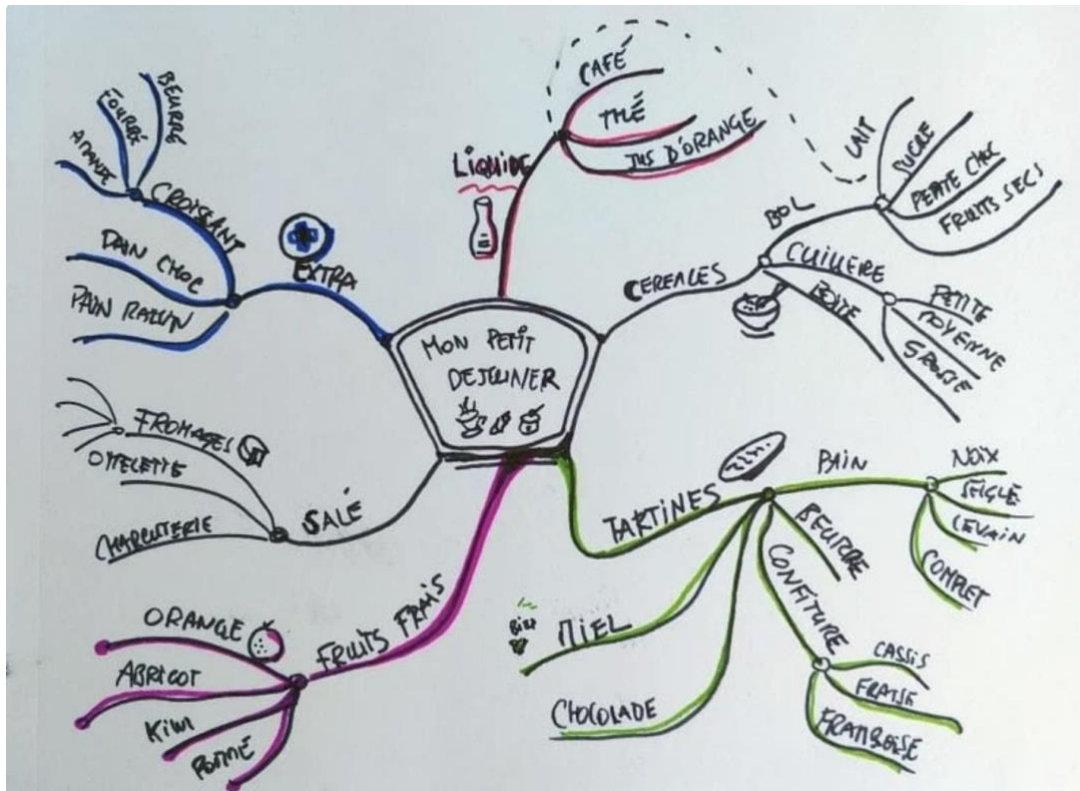 MON PETIT
DEJEUNER
LIQUIDE
CAFÉ
THÉ
JUS D'ORANGE
CEREALES
BOL
LAIT
SUCRE
PEPITE CHOC
FRUITS SECS
CUILLERE
PETITE
MOYENNE
GROSSE
BOITE
TARTINES
PAIN
NOIX
SEIGLE
LEVAIN
COMPLET
BEURRE
CONFITURE
CASSIS
FRAISE
FRAMBOISE
CHOCOLADE
MIEL
FRUITS FRAIS
ORANGE
ABRICOT
KIWI
POMME
SALÉ
FROMAGES
OMELETTE
CHARCUTERIE
EXTRA
CROISSANT
BEURRÉ
FOURRÉ
AMANDE
PAIN CHOC
PAIN RAISIN